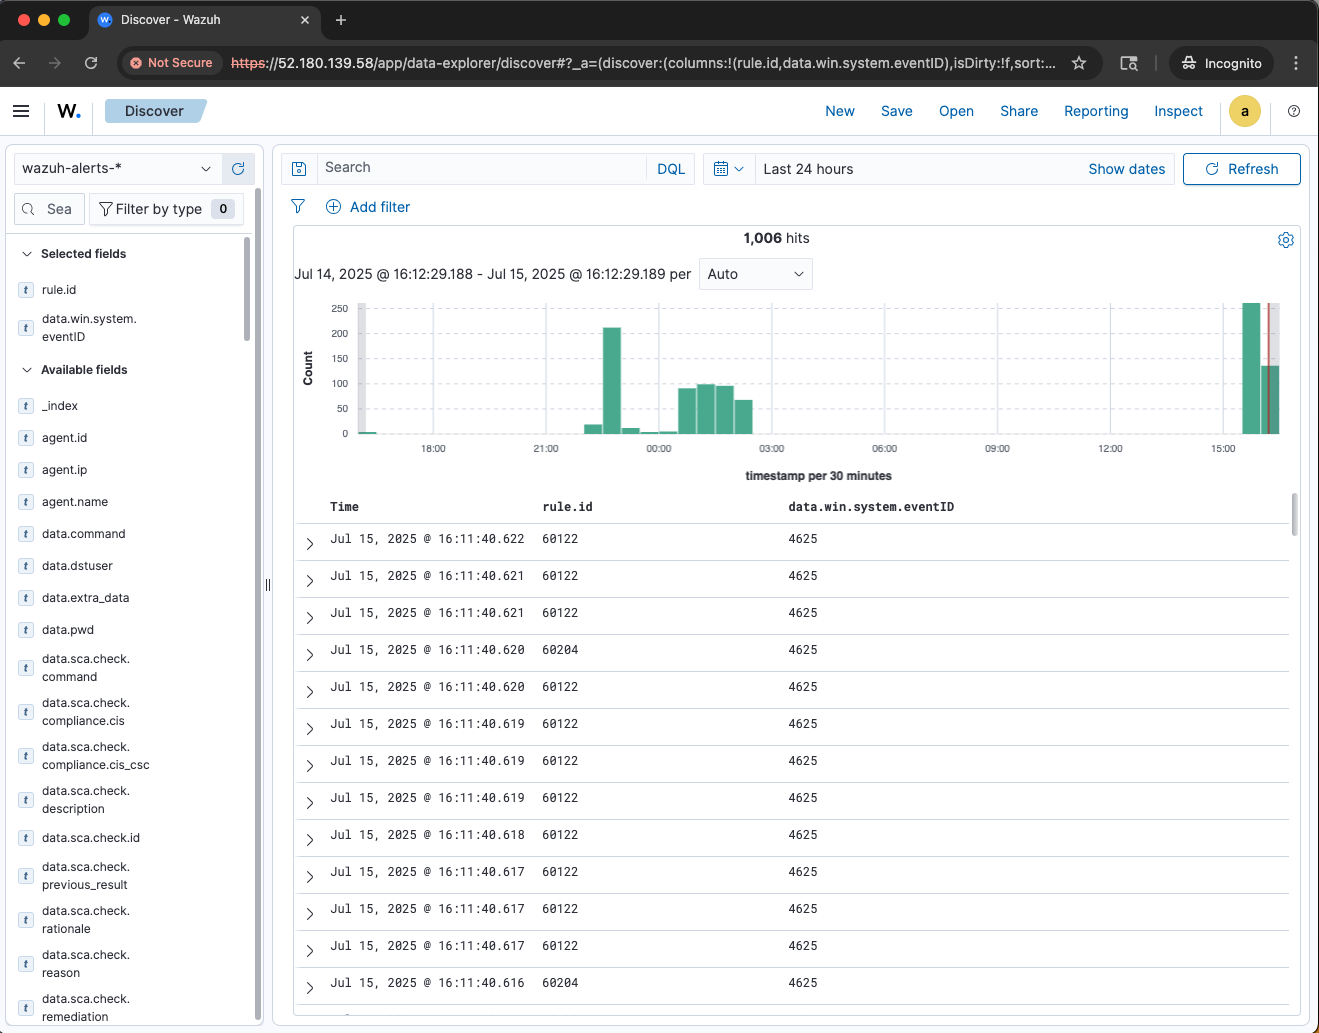 Discover - Wazuh
Not Secure
https://52.180.139.58/app/data-explorer/discover#?_a=(discover:(columns:!(rule.id,data.win.system.eventID),isDirty:!f,sort:...
Incognito
W.
Discover
New
Save
Open
Share
Reporting
Inspect
a
wazuh-alerts-*
Search
DQL
Last 24 hours
Show dates
Refresh
Sea
Filter by type 0
Add filter
Selected fields
t rule.id
t data.win.system.
eventID
Available fields
t _index
t agent.id
t agent.ip
t agent.name
t data.command
t data.dstuser
t data.extra_data
t data.pwd
t data.sca.check.
command
t data.sca.check.
compliance.cis
t data.sca.check.
compliance.cis_csc
t data.sca.check.
description
t data.sca.check.id
t data.sca.check.
previous_result
t data.sca.check.
rationale
t data.sca.check.
reason
t data.sca.check.
remediation
1,006 hits
Jul 14, 2025 @ 16:12:29.188 - Jul 15, 2025 @ 16:12:29.189 per Auto
Count
250
200
150
100
50
0
18:00 21:00 00:00 03:00 06:00 09:00 12:00 15:00
timestamp per 30 minutes
Time rule.id data.win.system.eventID
Jul 15, 2025 @ 16:11:40.622 60122 4625
Jul 15, 2025 @ 16:11:40.621 60122 4625
Jul 15, 2025 @ 16:11:40.621 60122 4625
Jul 15, 2025 @ 16:11:40.620 60204 4625
Jul 15, 2025 @ 16:11:40.620 60122 4625
Jul 15, 2025 @ 16:11:40.619 60122 4625
Jul 15, 2025 @ 16:11:40.619 60122 4625
Jul 15, 2025 @ 16:11:40.619 60122 4625
Jul 15, 2025 @ 16:11:40.618 60122 4625
Jul 15, 2025 @ 16:11:40.617 60122 4625
Jul 15, 2025 @ 16:11:40.617 60122 4625
Jul 15, 2025 @ 16:11:40.617 60122 4625
Jul 15, 2025 @ 16:11:40.616 60204 4625